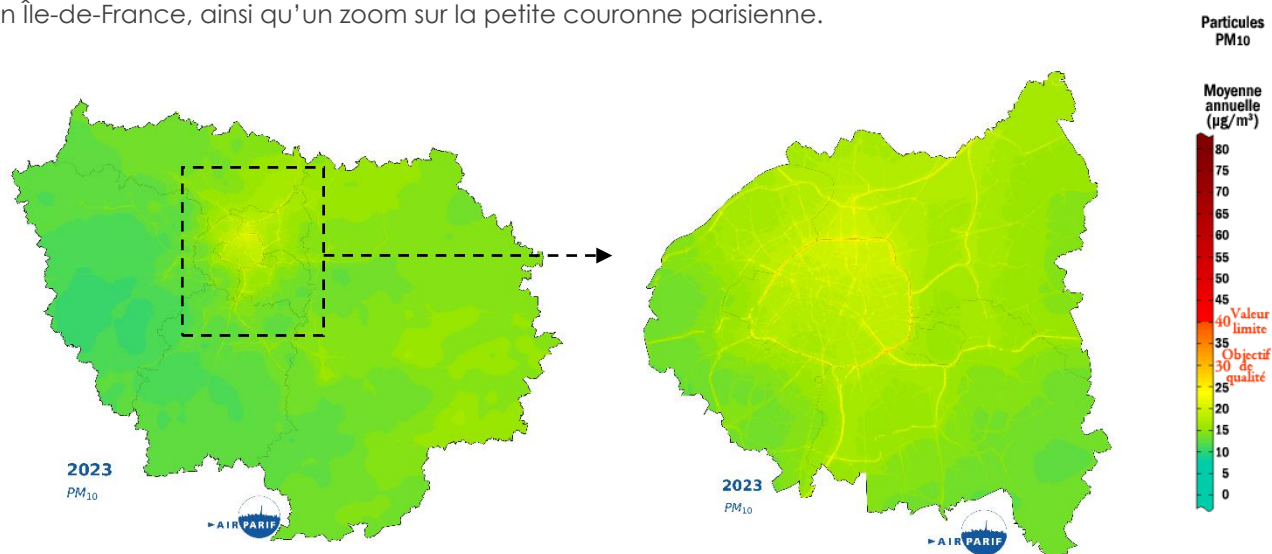 n Île-de-France, ainsi qu'un zoom sur la petite couronne parisienne.
Particules
PM10
Moyenne
annuelle
(µg/m³)
80
75
70
65
60
55
50
45
40 Valeur
limite
35
Objectif
30 de
qualité
25
20
15
10
5
0
2023
PM10
AIRPARIF
2023
PM10
AIRPARIF